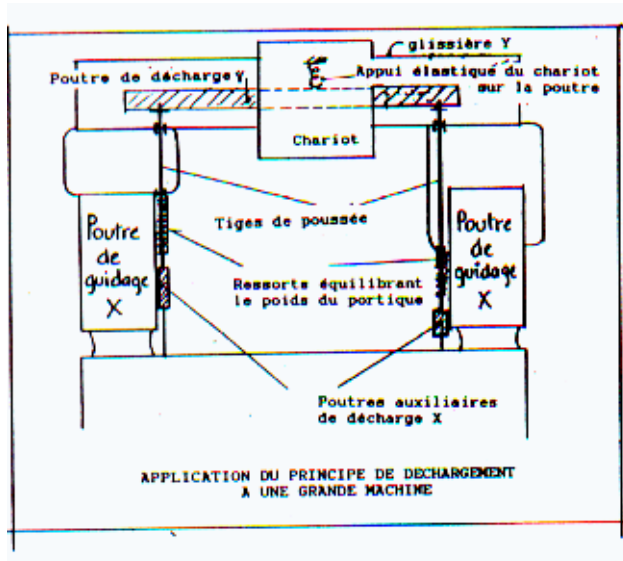 glissière Y
Poutre de décharge Y
Appui élastique du chariot
sur la poutre
Chariot
Tiges de poussée
Poutre
de
guidage
X
Poutre
de
guidage
X
Ressorts équilibrant
le poids du portique
Poutres auxiliaires
de décharge X
APPLICATION DU PRINCIPE DE DECHARGEMENT
A UNE GRANDE MACHINE